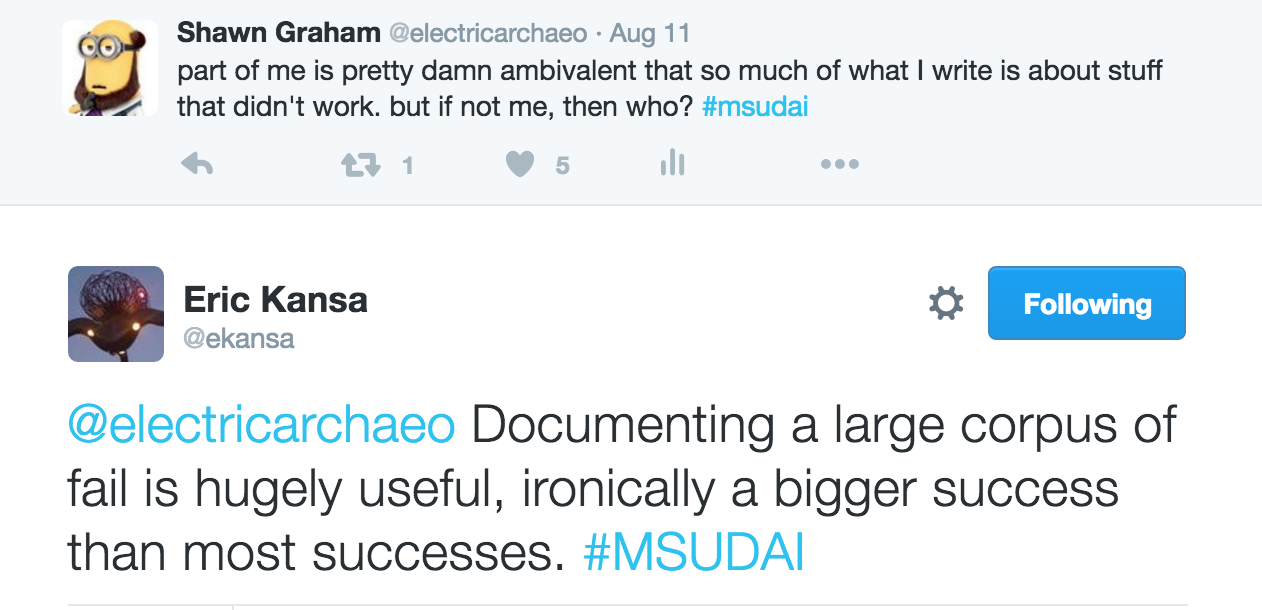 Shawn Graham @electricarchaeo · Aug 11
part of me is pretty damn ambivalent that so much of what I write is about stuff
that didn't work. but if not me, then who? #msudai
1 5
Eric Kansa
@ekansa
Following
@electricarchaeo Documenting a large corpus of
fail is hugely useful, ironically a bigger success
than most successes. #MSUDAI